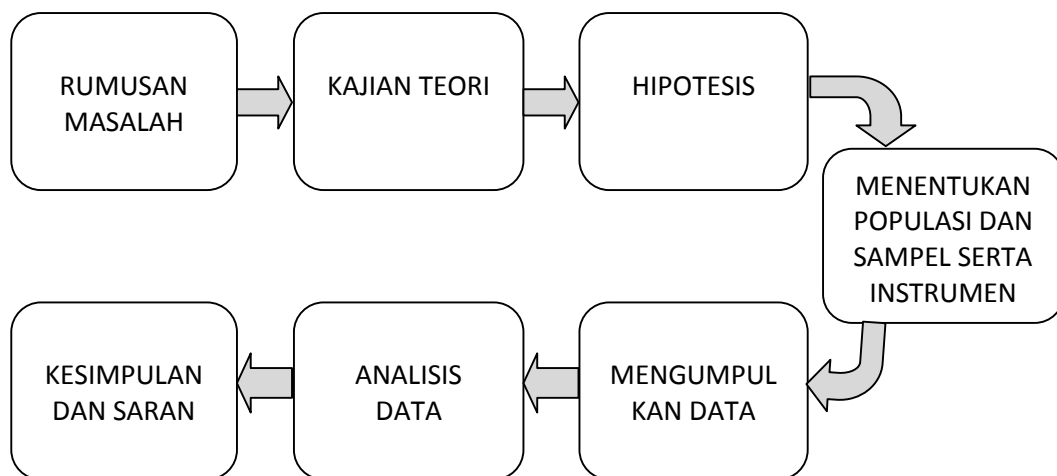 RUMUSAN
MASALAH
KAJIAN TEORI
HIPOTESIS
MENENTUKAN
POPULASI DAN
SAMPEL SERTA
INSTRUMEN
MENGUMPUL
KAN DATA
ANALISIS
DATA
KESIMPULAN
DAN SARAN